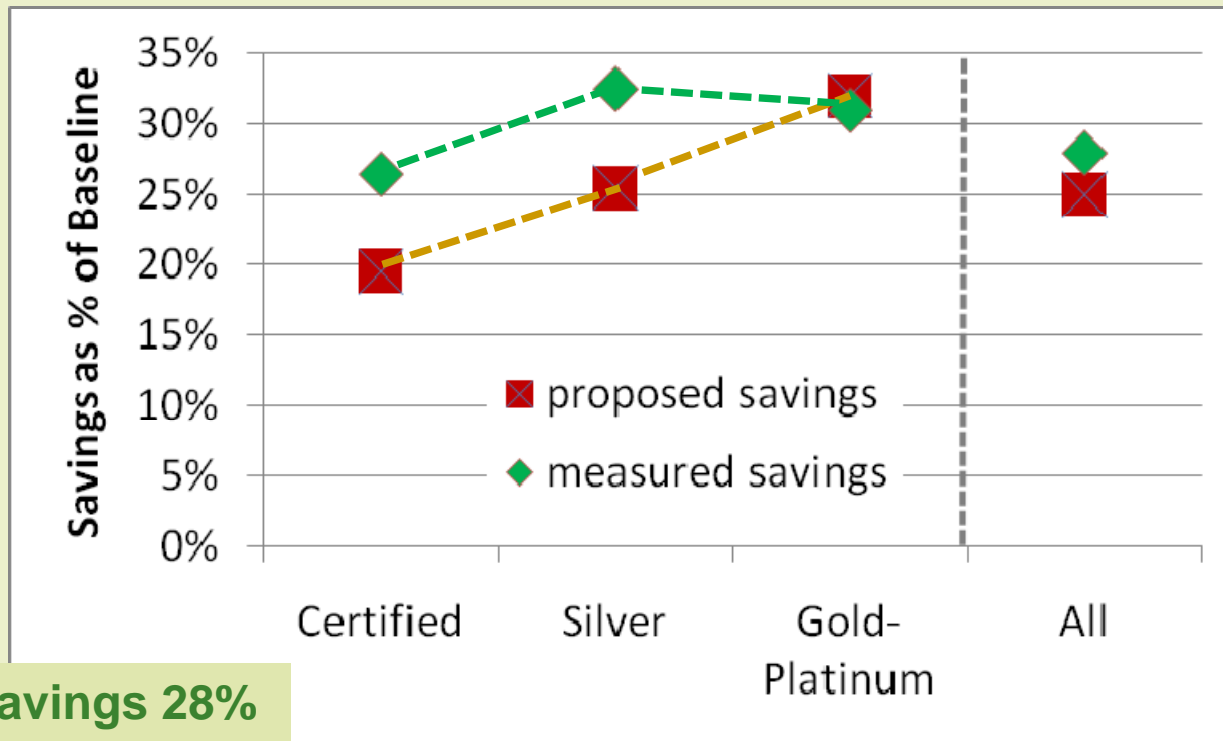 Savings as % of Baseline
35%
30%
25%
20%
15%
10%
5%
0%
proposed savings
measured savings
Certified
Silver
Gold-
Platinum
All
Savings 28%